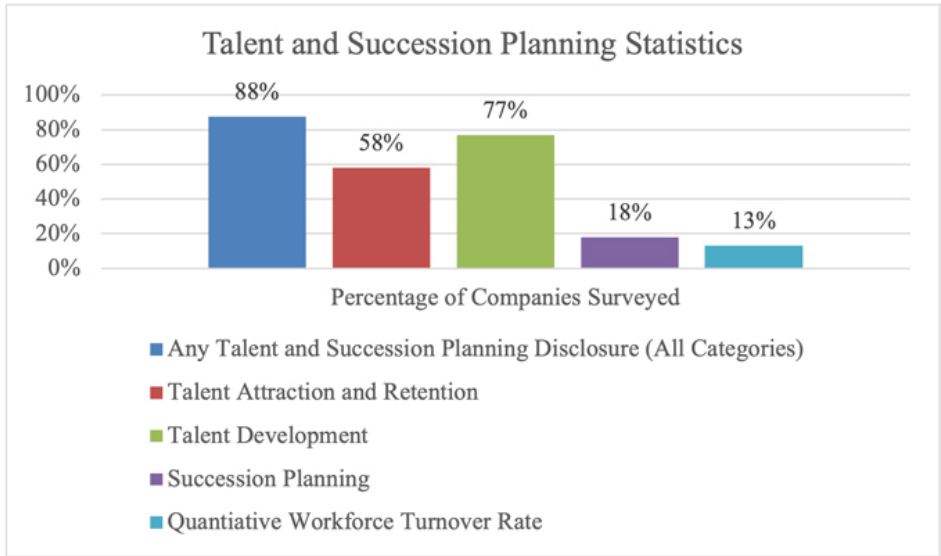 Talent and Succession Planning Statistics
100%
88%
77%
80%
58%
60%
40%
18%
13%
20%
0%
Percentage of Companies Surveyed
Any Talent and Succession Planning Disclosure (All Categories)
Talent Attraction and Retention
Talent Development
Succession Planning
Quantiative Workforce Turnover Rate